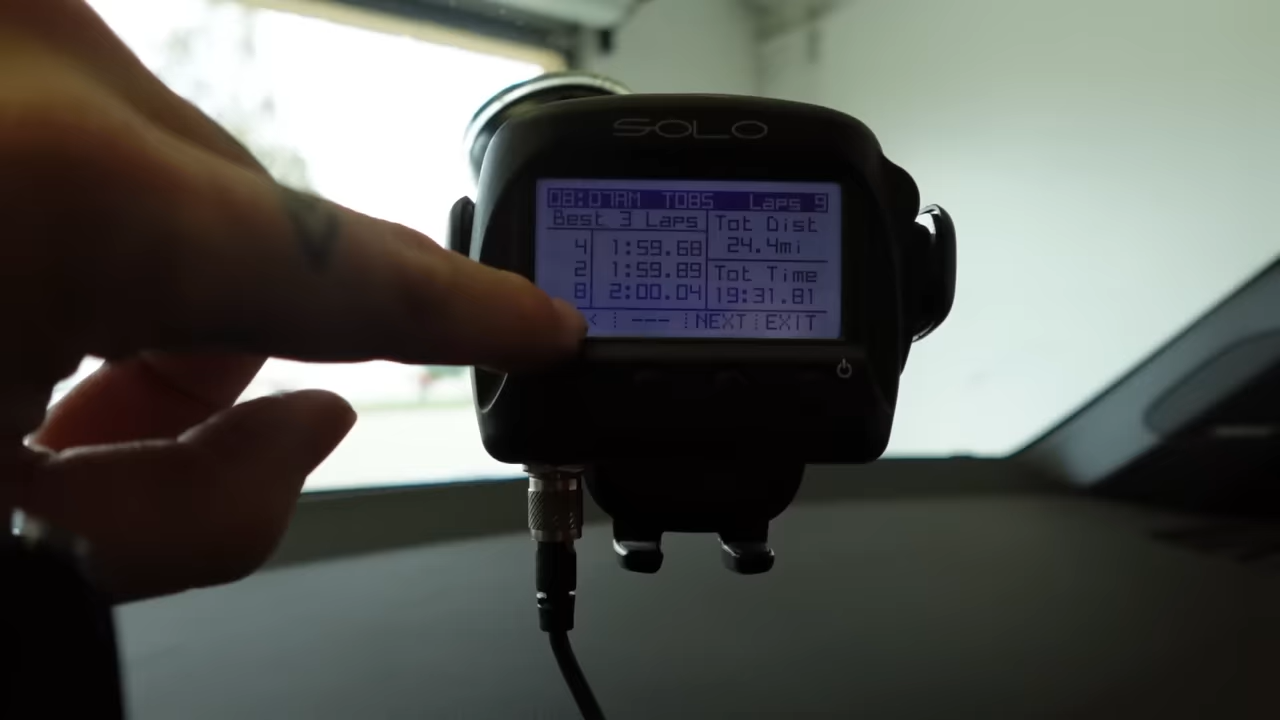 SOLO
08:07AM TOBS Laps 9
Best 3 Laps
4 1:59.68
2 1:59.89
8 2:00.04
Tot Dist
24.4mi
Tot Time
19:31.81
< --- NEXT EXIT